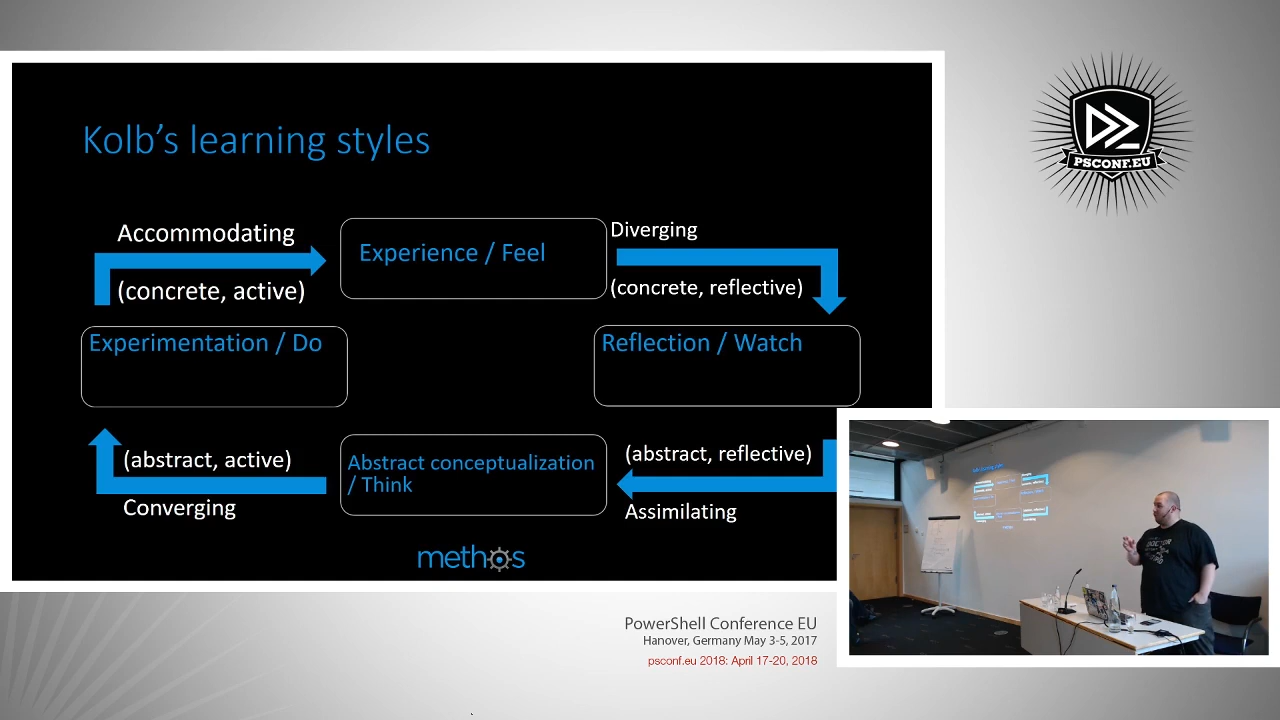 Kolb's learning styles
Accommodating
(concrete, active)
Experience / Feel
Diverging
(concrete, reflective)
Experimentation / Do
Reflection / Watch
(abstract, active)
Converging
Abstract conceptualization
/ Think
(abstract, reflective)
Assimilating
methos
PSCONF.EU
PowerShell Conference EU
Hanover, Germany May 3-5, 2017
psconf.eu 2018: April 17-20, 2018